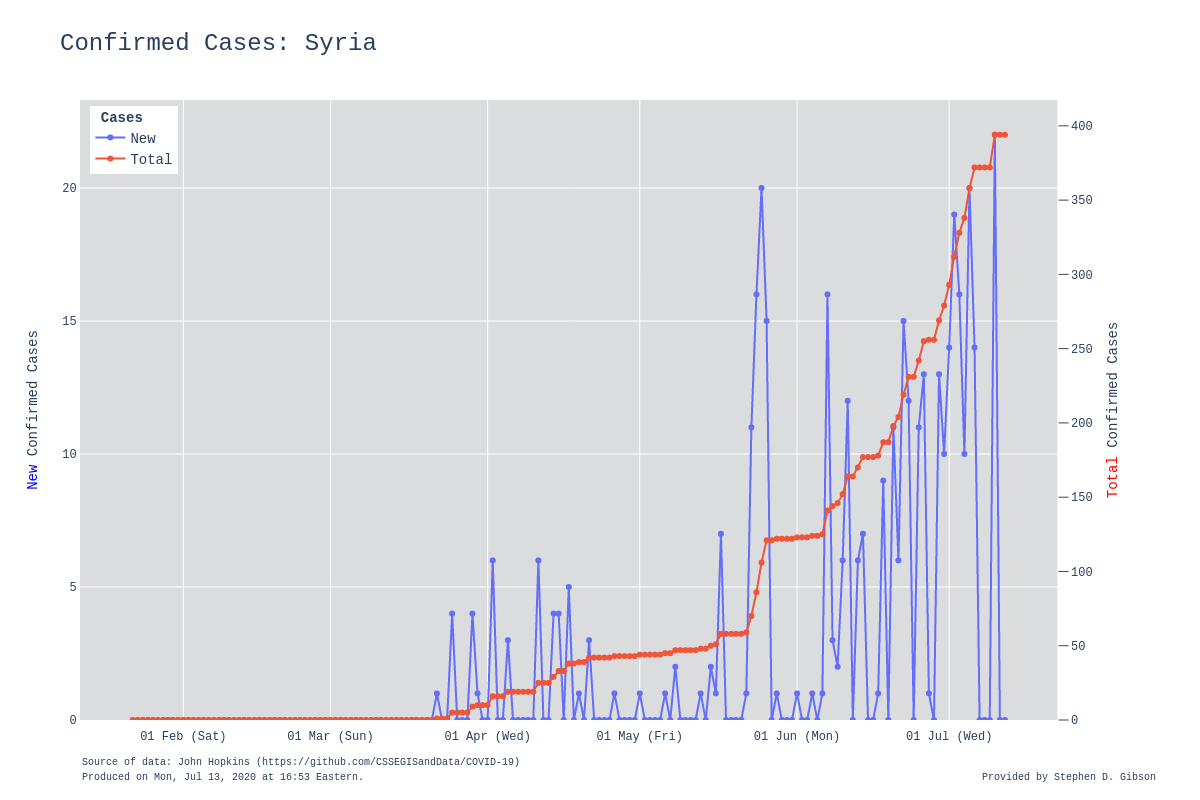 Confirmed Cases: Syria
Cases
New
Total
20
15
10
5
0
400
350
300
250
200
150
100
50
0
New Confirmed Cases
Total Confirmed Cases
01 Feb (Sat) 01 Mar (Sun) 01 Apr (Wed) 01 May (Fri) 01 Jun (Mon) 01 Jul (Wed)
Source of data: John Hopkins (https://github.com/CSSEGISandData/COVID-19)
Produced on Mon, Jul 13, 2020 at 16:53 Eastern.
Provided by Stephen D. Gibson